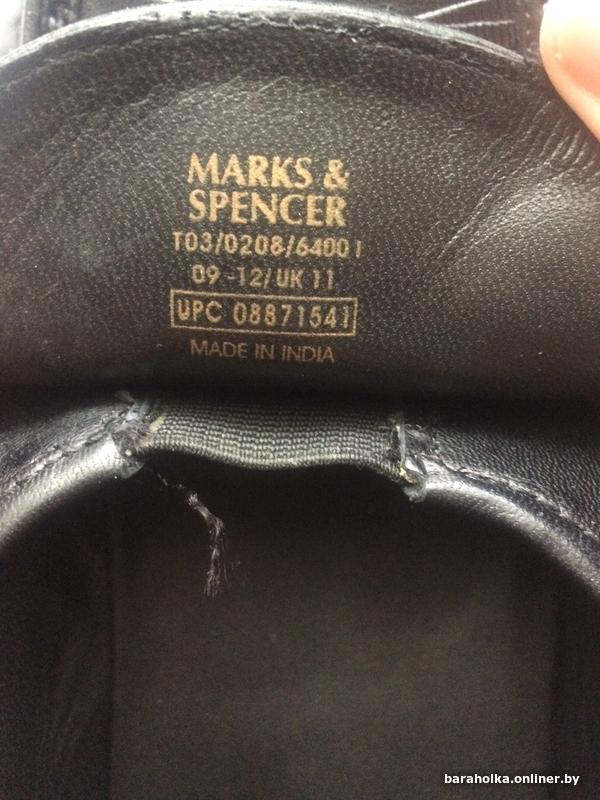 MARKS &
SPENCER
T03/0208/6400 I
09-12/UK 11
UPC 08871541
MADE IN INDIA
baraholka.onliner.by